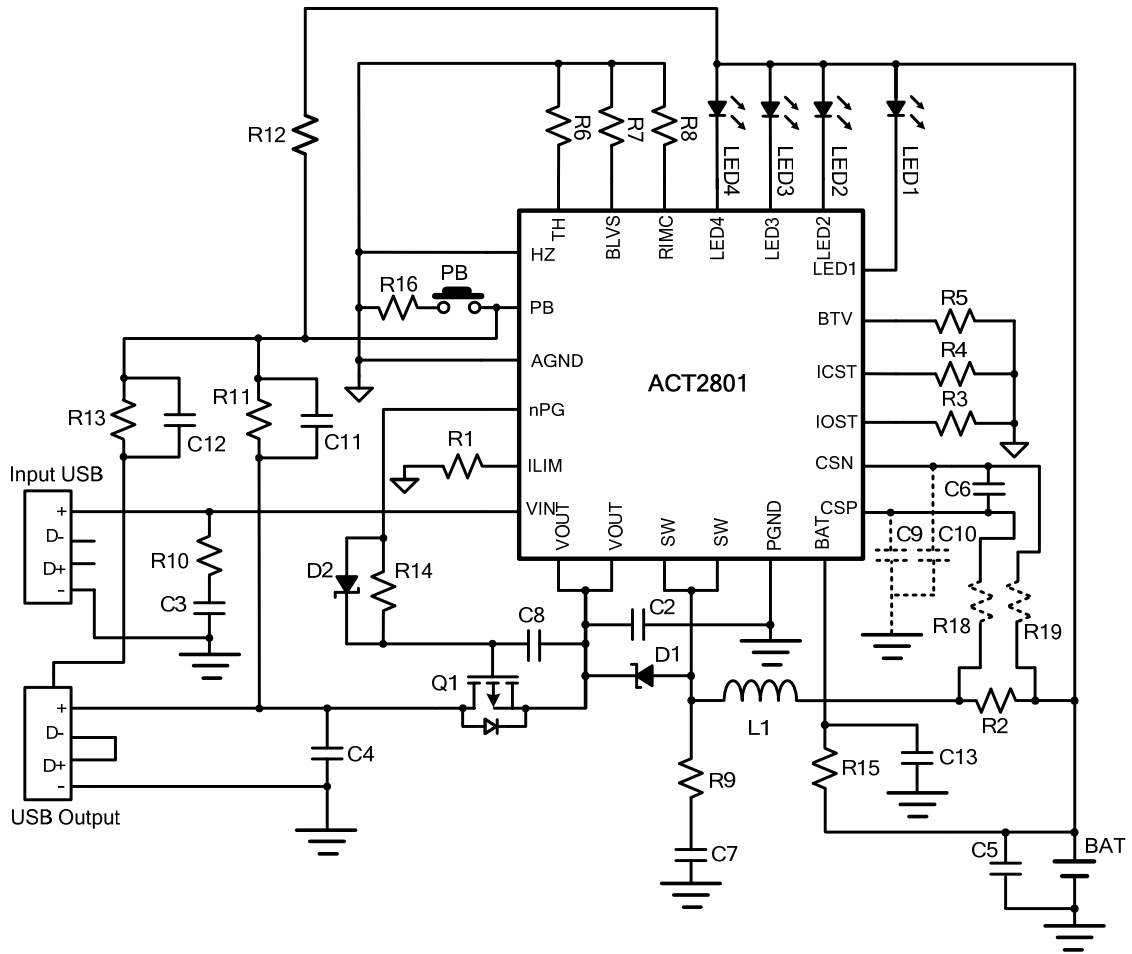 R12
R6
R7
R8
LED4
LED3
LED2
LED1
TH
BLVS
RIMC
LED4
LED3
LED2
LED1
HZ
PB
R16
PB
BTV
R5
AGND
ACT2801
ICST
R4
R13
C12
R11
C11
nPG
IOST
R3
R1
ILIM
CSN
Input USB
VIN
CSP
C6
+
D-
D+
-
VOUT
VOUT
SW
SW
PGND
BAT
C9
C10
R10
C3
D2
R14
C8
C2
R18
R19
Q1
D1
+
D-
D+
-
USB Output
C4
L1
R2
R9
R15
C13
C7
C5
BAT